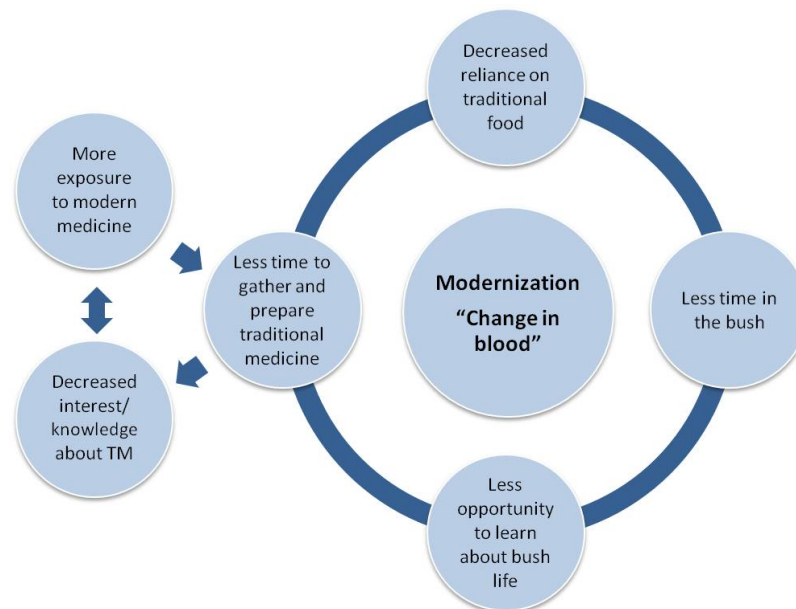 Decreased
reliance on
traditional
food
More
exposure
to modern
medicine
Less time to
gather and
prepare
traditional
medicine
Modernization
“Change in
blood”
Less time in
the bush
Decreased
interest/
knowledge
about TM
Less
opportunity
to learn
about bush
life